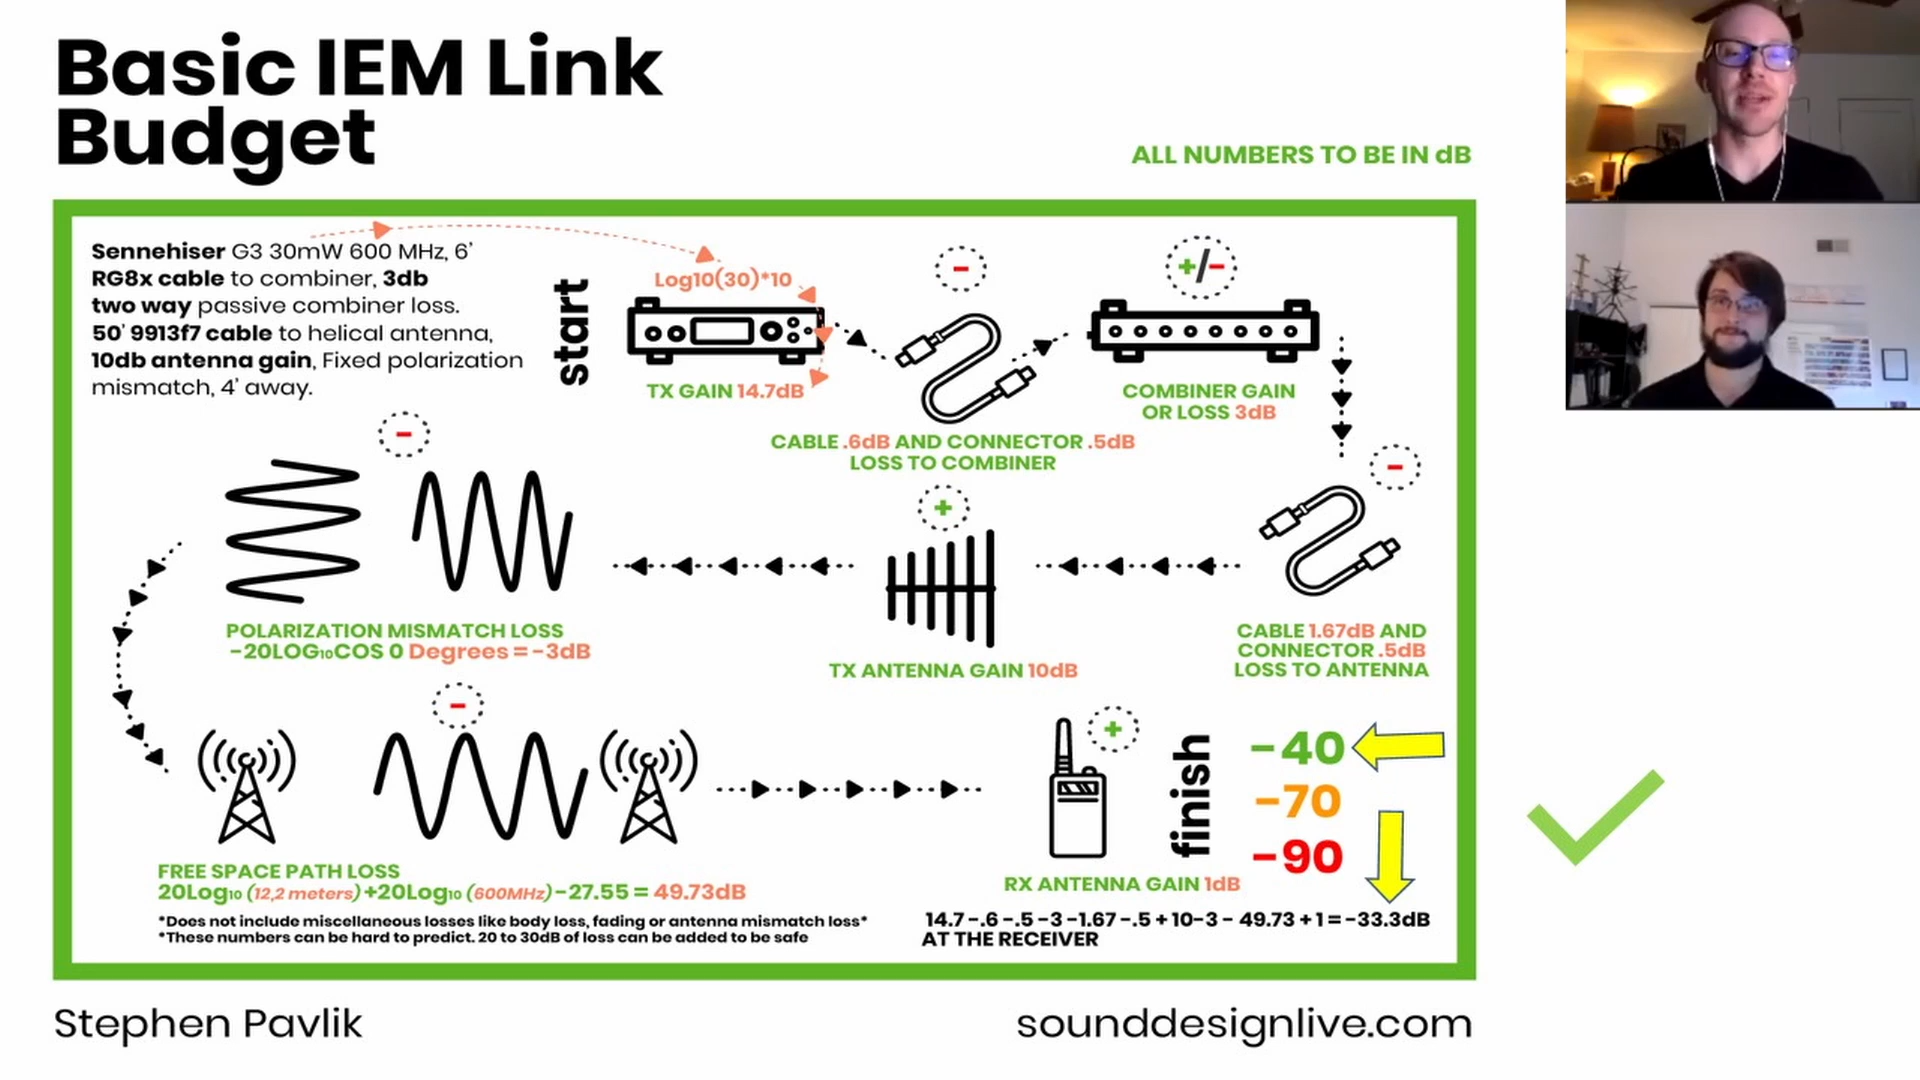 Basic IEM Link
Budget
ALL NUMBERS TO BE IN dB
Sennehiser G3 30mW 600 MHz, 6'
RG8x cable to combiner, 3db
two way passive combiner loss.
50' 9913f7 cable to helical antenna,
10db antenna gain, Fixed polarization
mismatch, 4' away.
start
Log10(30)*10
TX GAIN 14.7dB
-
CABLE .6dB AND CONNECTOR .5dB
LOSS TO COMBINER
+/-
COMBINER GAIN
OR LOSS 3dB
-
CABLE 1.67dB AND
CONNECTOR .5dB
LOSS TO ANTENNA
+
TX ANTENNA GAIN 10dB
-
POLARIZATION MISMATCH LOSS
-20LOG10COS 0 Degrees = -3dB
-
FREE SPACE PATH LOSS
20Log10 (12,2 meters) +20Log10 (600MHz) -27.55 = 49.73dB
*Does not include miscellaneous losses like body loss, fading or antenna mismatch loss*
*These numbers can be hard to predict. 20 to 30dB of loss can be added to be safe
+
RX ANTENNA GAIN 1dB
finish
-40
-70
-90
14.7 -.6 -.5 -3 -1.67 -.5 + 10-3 - 49.73 + 1 = -33.3dB
AT THE RECEIVER
Stephen Pavlik
sounddesignlive.com